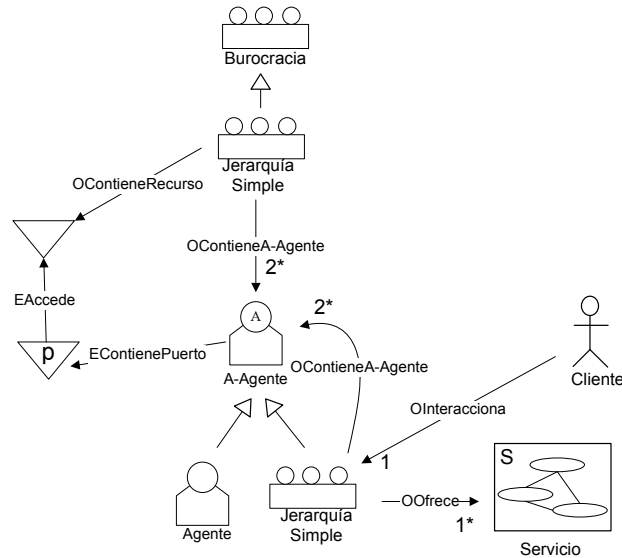 Burocracia
Jerarquía
Simple
OContieneRecurso
OContieneA-Agente
2*
2*
EAccede
A
p
EContienePuerto
OContieneA-Agente
A-Agente
Cliente
OInteracciona
1
S
OOfrece
Agente
Jerarquía
Simple
1*
Servicio